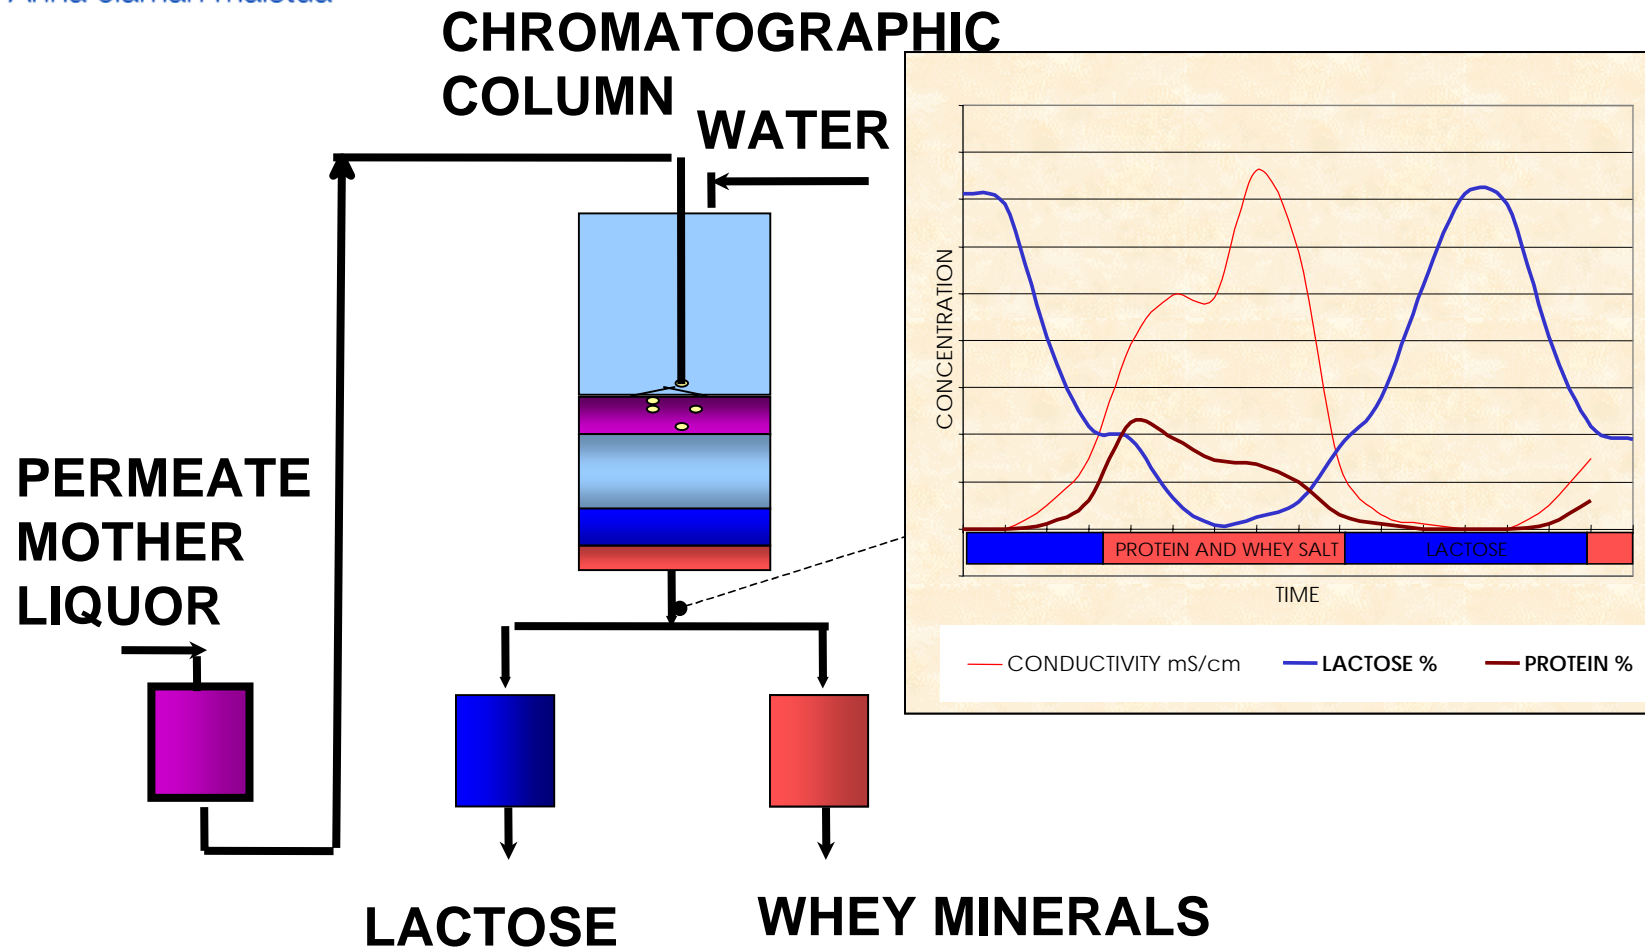 CHROMATOGRAPHIC
COLUMN
WATER
PERMEATE
MOTHER
LIQUOR
CONCENTRATION
PROTEIN AND WHEY SALT
LACTOSE
TIME
CONDUCTIVITY mS/cm
LACTOSE %
PROTEIN %
LACTOSE
WHEY MINERALS